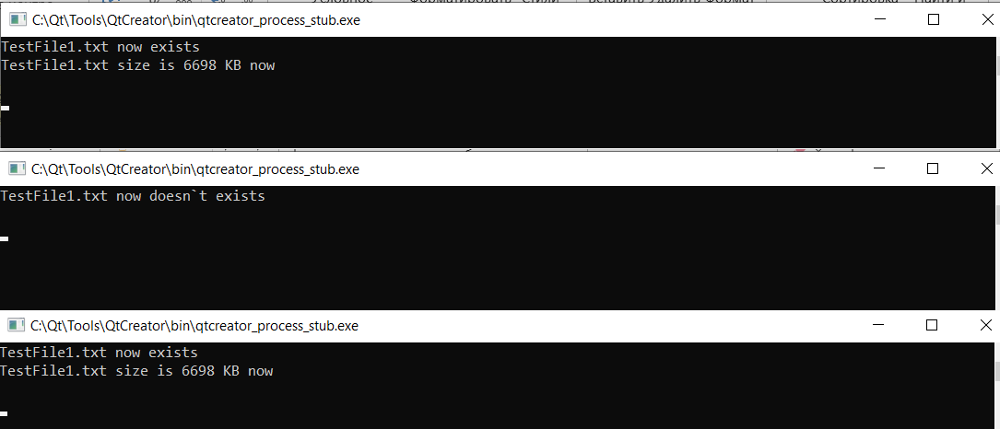 C:\Qt\Tools\QtCreator\bin\qtcreator_process_stub.exe
TestFile1.txt now exists
TestFile1.txt size is 6698 KB now
C:\Qt\Tools\QtCreator\bin\qtcreator_process_stub.exe
TestFile1.txt now doesn`t exists
C:\Qt\Tools\QtCreator\bin\qtcreator_process_stub.exe
TestFile1.txt now exists
TestFile1.txt size is 6698 KB now